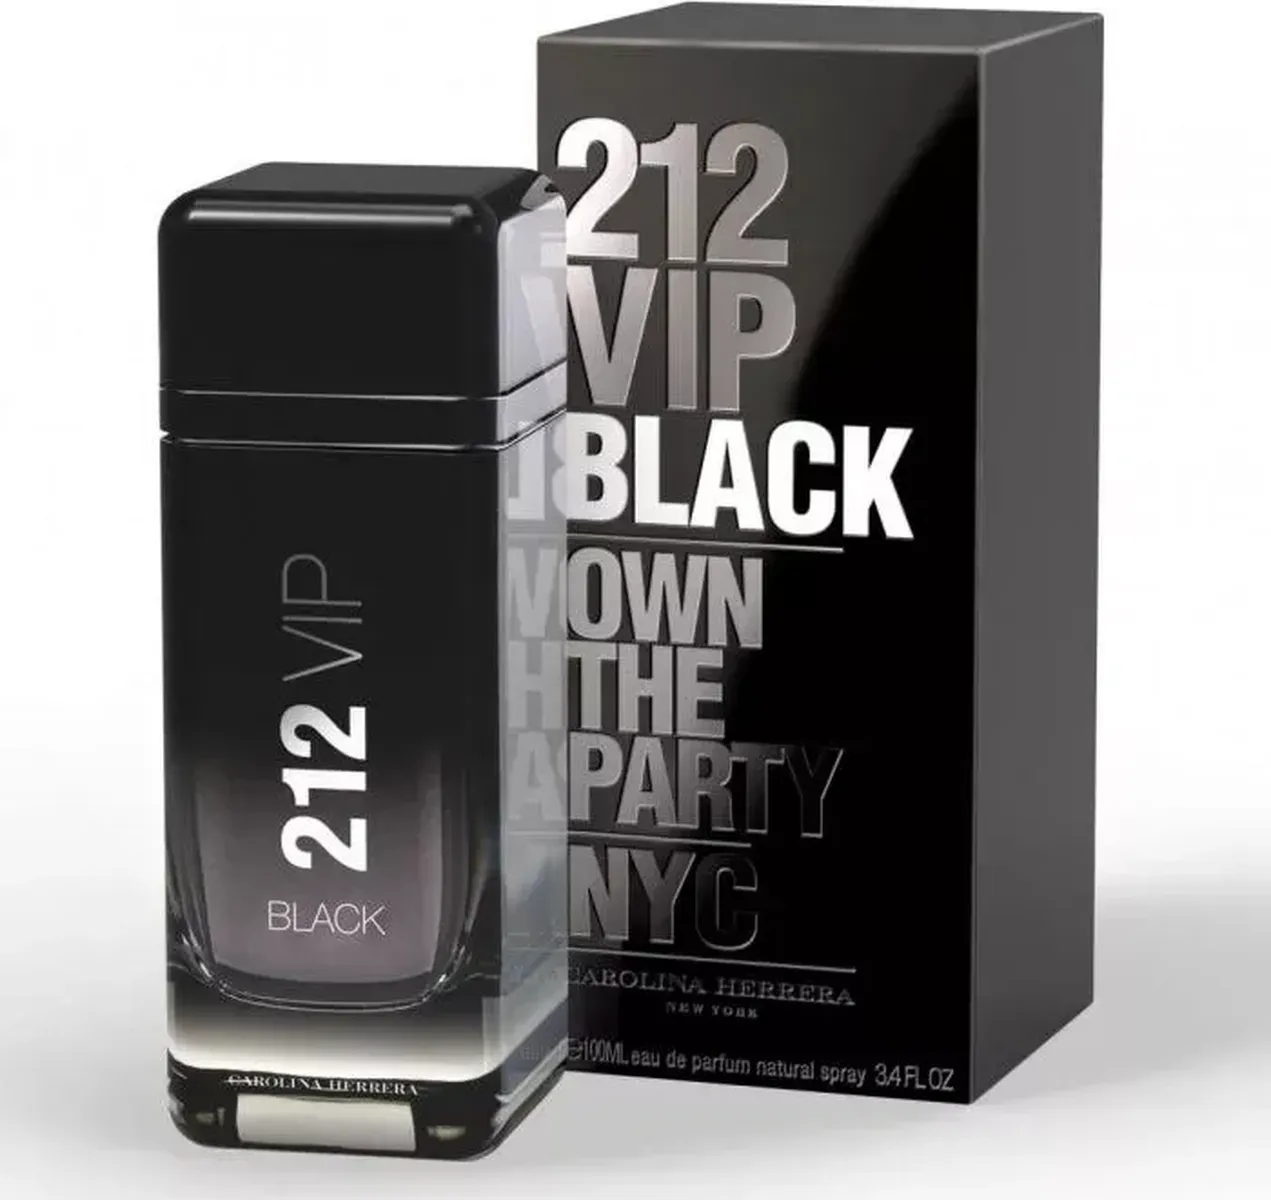 212 VIP
BLACK
CAROLINA HERRERA
212
VIP
BLACK
OWN
THE
PARTY
NYC
CAROLINA HERRERA
NEW YORK
℮100ML eau de parfum natural spray 3.4 FL OZ